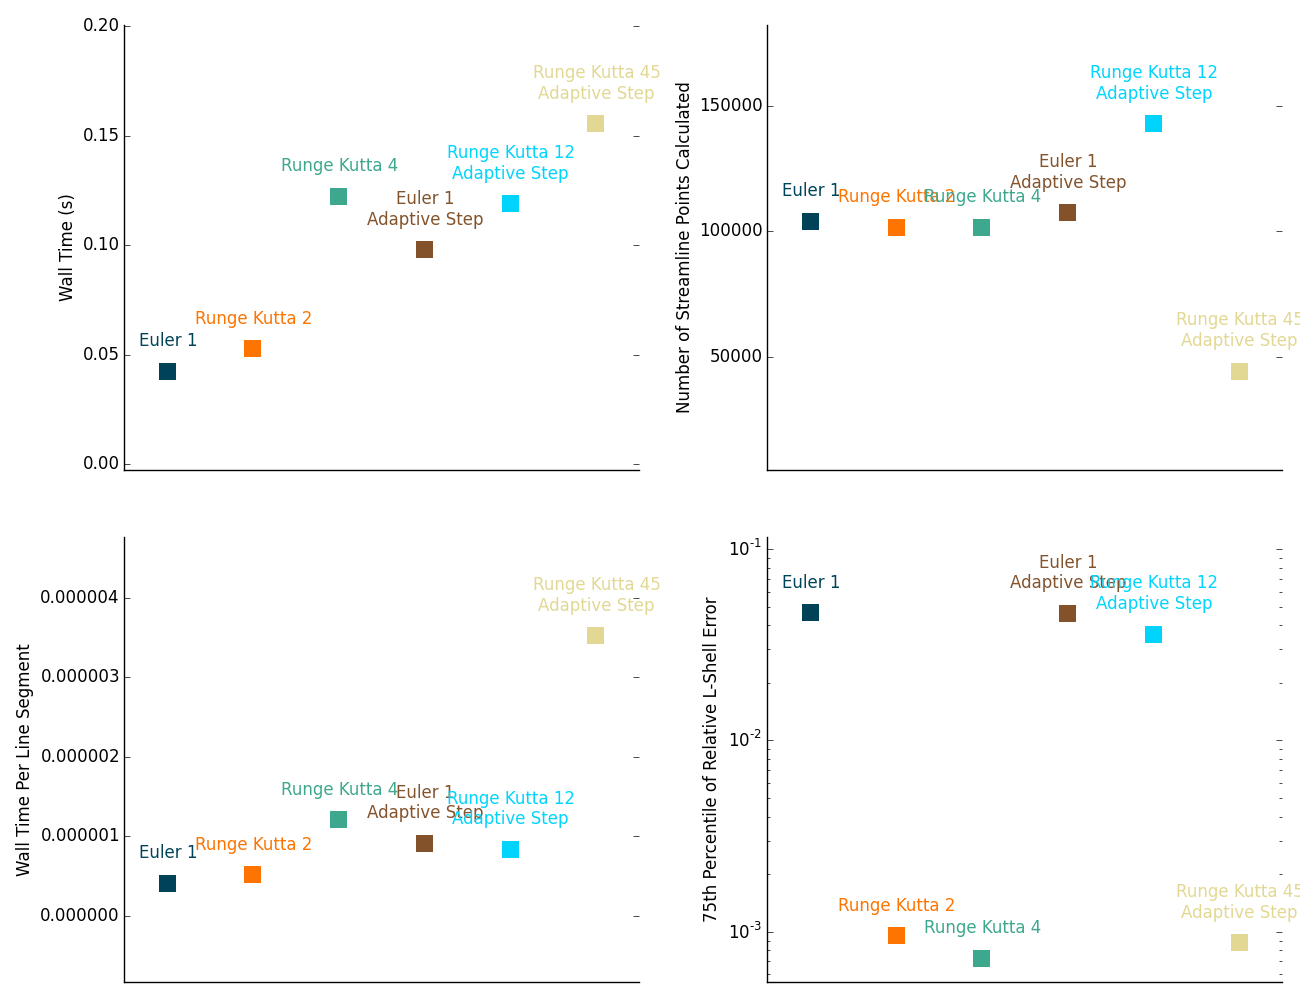 0.20
0.15
0.10
0.05
0.00
Wall Time (s)
Euler 1
Runge Kutta 2
Runge Kutta 4
Euler 1
Adaptive Step
Runge Kutta 12
Adaptive Step
Runge Kutta 45
Adaptive Step
150000
100000
50000
Number of Streamline Points Calculated
Euler 1
Runge Kutta 2
Runge Kutta 4
Euler 1
Adaptive Step
Runge Kutta 12
Adaptive Step
Runge Kutta 45
Adaptive Step
0.000004
0.000003
0.000002
0.000001
0.000000
Wall Time Per Line Segment
Euler 1
Runge Kutta 2
Runge Kutta 4
Euler 1
Adaptive Step
Runge Kutta 12
Adaptive Step
Runge Kutta 45
Adaptive Step
10^-1
10^-2
10^-3
75th Percentile of Relative L-Shell Error
Euler 1
Runge Kutta 2
Runge Kutta 4
Euler 1
Adaptive Step
Runge Kutta 12
Adaptive Step
Runge Kutta 45
Adaptive Step